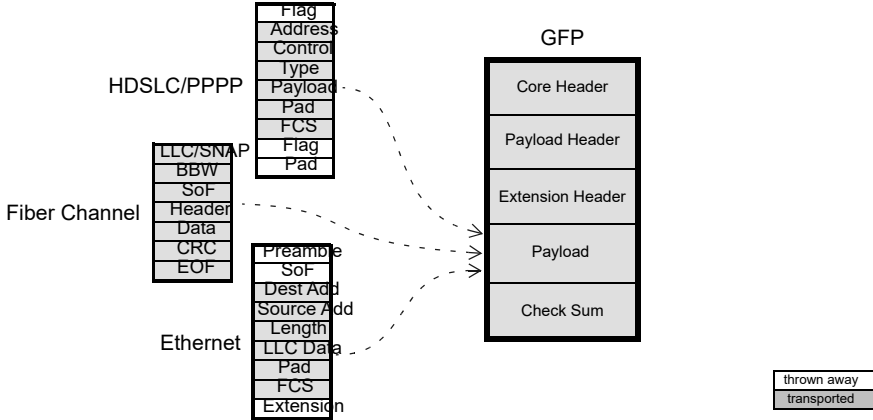 HDSLC/PPPP
Flag
Address
Control
Type
Payload
Pad
FCS
Flag
Pad
Fiber Channel
LLC/SNAP
BBW
SoF
Header
Data
CRC
EOF
Ethernet
Preamble
SoF
Dest Add
Source Add
Length
LLC Data
Pad
FCS
Extension
GFP
Core Header
Payload Header
Extension Header
Payload
Check Sum
thrown away
transported